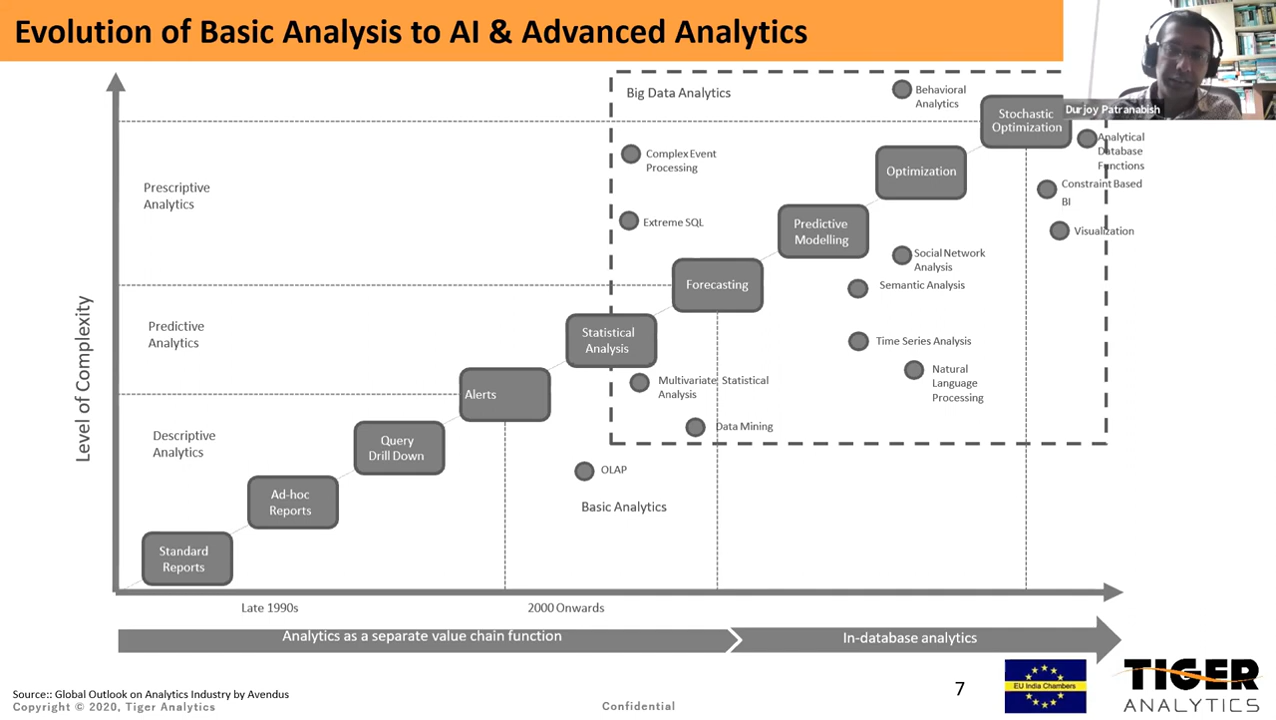 Evolution of Basic Analysis to AI & Advanced Analytics
Durjoy Patranabish
Big Data Analytics
Behavioral
Analytics
Stochastic
Optimization
Analytical
Database
Functions
Complex Event
Processing
Optimization
Constraint Based
BI
Prescriptive
Analytics
Extreme SQL
Predictive
Modelling
Visualization
Social Network
Analysis
Forecasting
Semantic Analysis
Level of Complexity
Predictive
Analytics
Statistical
Analysis
Time Series Analysis
Natural
Language
Processing
Multivariate Statistical
Analysis
Alerts
Data Mining
Descriptive
Analytics
Query
Drill Down
OLAP
Ad-hoc
Reports
Basic Analytics
Standard
Reports
Late 1990s
2000 Onwards
Analytics as a separate value chain function
In-database analytics
Source:: Global Outlook on Analytics Industry by Avendus
Copyright © 2020, Tiger Analytics
Confidential
7
EU India Chambers
TIGER
ANALYTICS